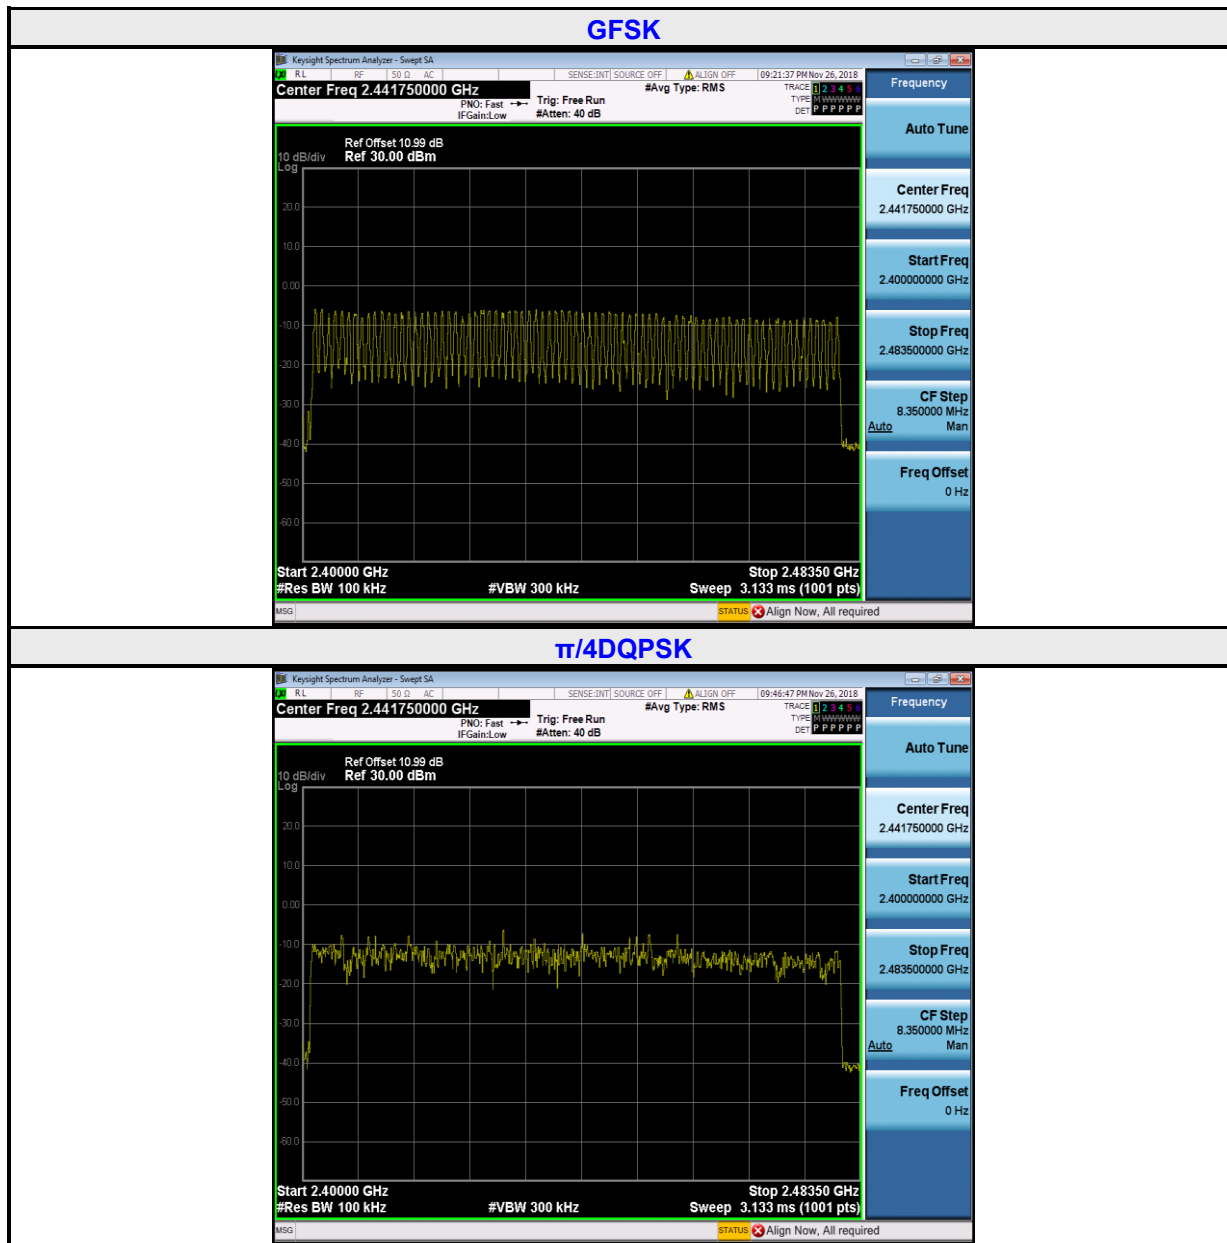 GFSK
Keysight Spectrum Analyzer - Swept SA
LXI RL RF 50 Ω AC SENSE:INT SOURCE OFF ALIGN OFF 09:21:37 PM Nov 26, 2018
Center Freq 2.441750000 GHz #Avg Type: RMS TRACE 1 2 3 4 5 6
PNO: Fast Trig: Free Run TYPE M WWWWW
IFGain:Low #Atten: 40 dB DET P P P P P P
Ref Offset 10.99 dB
10 dB/div Ref 30.00 dBm
Log
20.0
10.0
0.00
-10.0
-20.0
-30.0
-40.0
-50.0
-60.0
Start 2.40000 GHz Stop 2.48350 GHz
#Res BW 100 kHz #VBW 300 kHz Sweep 3.133 ms (1001 pts)
MSG STATUS Align Now, All required
Frequency
Auto Tune
Center Freq
2.441750000 GHz
Start Freq
2.400000000 GHz
Stop Freq
2.483500000 GHz
CF Step
8.350000 MHz
Auto Man
Freq Offset
0 Hz
π/4DQPSK
Keysight Spectrum Analyzer - Swept SA
LXI RL RF 50 Ω AC SENSE:INT SOURCE OFF ALIGN OFF 09:46:47 PM Nov 26, 2018
Center Freq 2.441750000 GHz #Avg Type: RMS TRACE 1 2 3 4 5 6
PNO: Fast Trig: Free Run TYPE M WWWWW
IFGain:Low #Atten: 40 dB DET P P P P P P
Ref Offset 10.99 dB
10 dB/div Ref 30.00 dBm
Log
20.0
10.0
0.00
-10.0
-20.0
-30.0
-40.0
-50.0
-60.0
Start 2.40000 GHz Stop 2.48350 GHz
#Res BW 100 kHz #VBW 300 kHz Sweep 3.133 ms (1001 pts)
MSG STATUS Align Now, All required
Frequency
Auto Tune
Center Freq
2.441750000 GHz
Start Freq
2.400000000 GHz
Stop Freq
2.483500000 GHz
CF Step
8.350000 MHz
Auto Man
Freq Offset
0 Hz